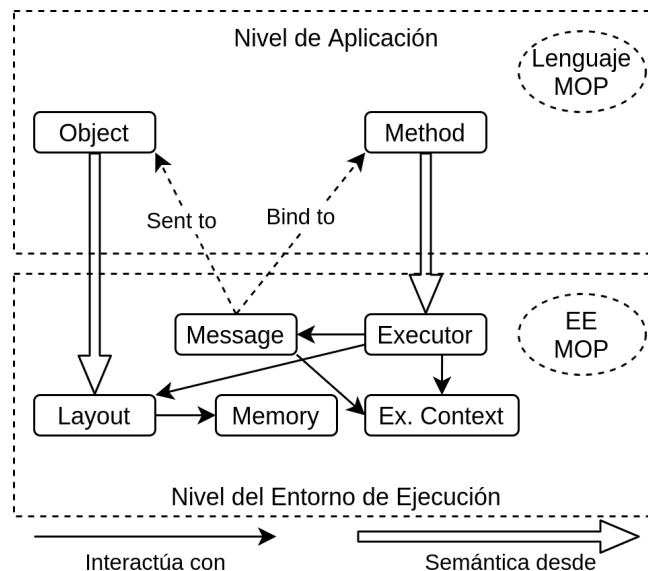 Nivel de Aplicación
Lenguaje
MOP
Object
Method
Sent to
Bind to
Message
Executor
EE
MOP
Layout
Memory
Ex. Context
Nivel del Entorno de Ejecución
Interactúa con
Semántica desde